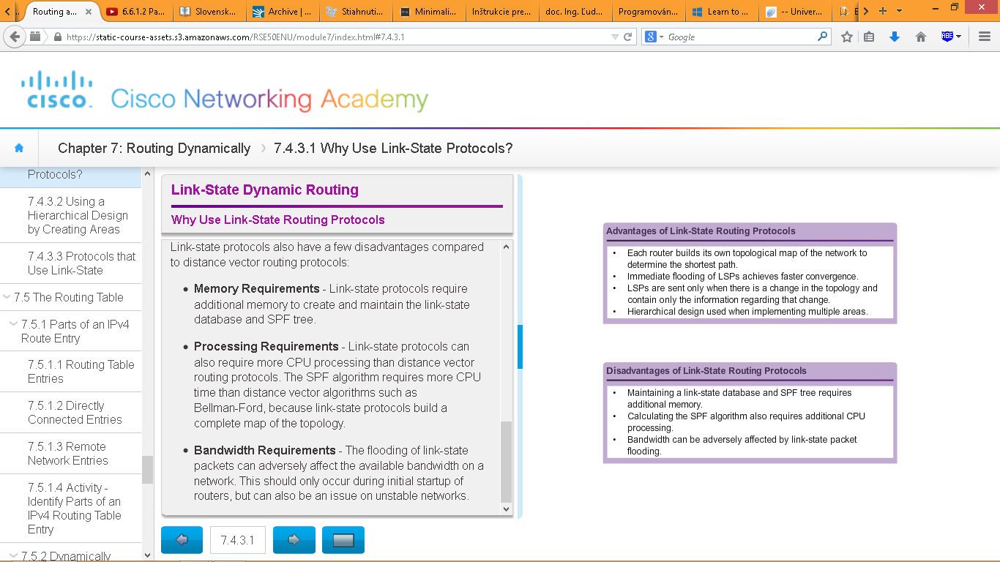 Routing a...
6.6.1.2 Pa...
Slovensk...
Archive | ...
Stiahnuti...
Minimali...
Inštrukcie pre...
doc. Ing. Ľud...
Programován...
Learn to ...
-- Univer...
https://static-course-assets.s3.amazonaws.com/RSE50ENU/module7/index.html#7.4.3.1
Google
ABE
CISCO
Cisco Networking Academy
Chapter 7: Routing Dynamically
7.4.3.1 Why Use Link-State Protocols?
Protocols?
7.4.3.2 Using a
Hierarchical Design
by Creating Areas
7.4.3.3 Protocols that
Use Link-State
7.5 The Routing Table
7.5.1 Parts of an IPv4
Route Entry
7.5.1.1 Routing Table
Entries
7.5.1.2 Directly
Connected Entries
7.5.1.3 Remote
Network Entries
7.5.1.4 Activity -
Identify Parts of an
IPv4 Routing Table
Entry
7.5.2 Dynamically
Link-State Dynamic Routing
Why Use Link-State Routing Protocols
Link-state protocols also have a few disadvantages compared
to distance vector routing protocols:
• Memory Requirements - Link-state protocols require
additional memory to create and maintain the link-state
database and SPF tree.
• Processing Requirements - Link-state protocols can
also require more CPU processing than distance vector
routing protocols. The SPF algorithm requires more CPU
time than distance vector algorithms such as
Bellman-Ford, because link-state protocols build a
complete map of the topology.
• Bandwidth Requirements - The flooding of link-state
packets can adversely affect the available bandwidth on a
network. This should only occur during initial startup of
routers, but can also be an issue on unstable networks.
7.4.3.1
Advantages of Link-State Routing Protocols
• Each router builds its own topological map of the network to
determine the shortest path.
• Immediate flooding of LSPs achieves faster convergence.
• LSPs are sent only when there is a change in the topology and
contain only the information regarding that change.
• Hierarchical design used when implementing multiple areas.
Disadvantages of Link-State Routing Protocols
• Maintaining a link-state database and SPF tree requires
additional memory.
• Calculating the SPF algorithm also requires additional CPU
processing.
• Bandwidth can be adversely affected by link-state packet
flooding.